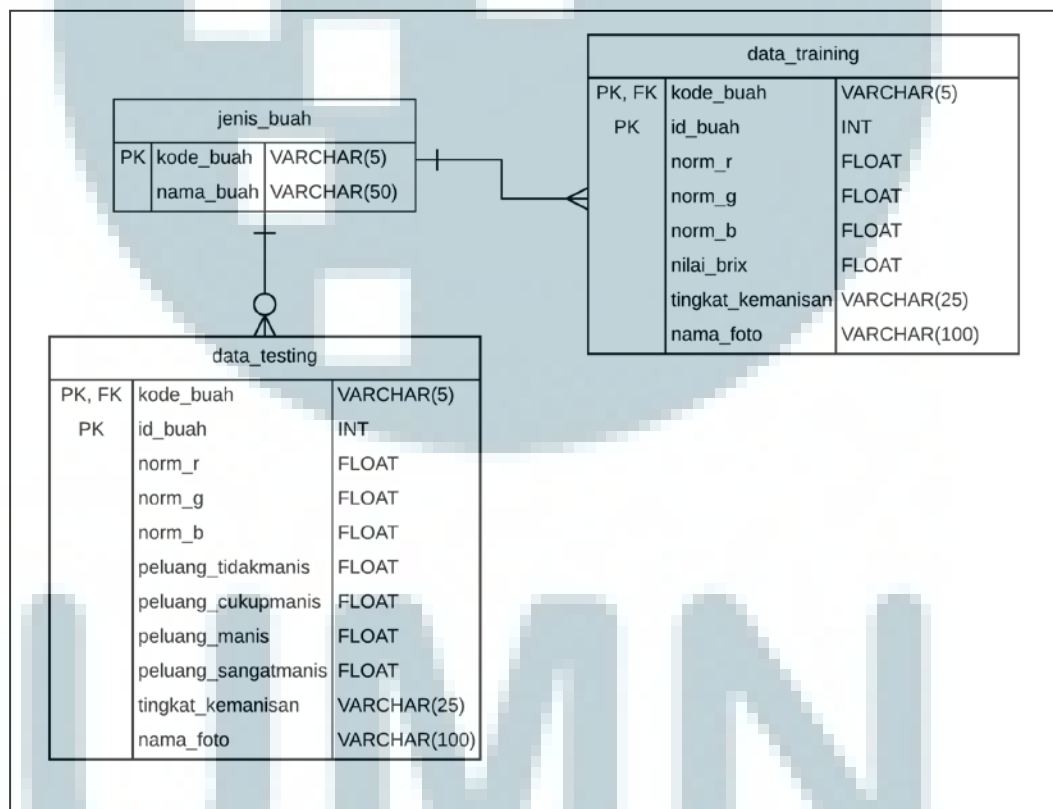 data_training
PK, FK kode_buah VARCHAR(5)
PK id_buah INT
norm_r FLOAT
norm_g FLOAT
norm_b FLOAT
nilai_brix FLOAT
tingkat_kemanisan VARCHAR(25)
nama_foto VARCHAR(100)
jenis_buah
PK kode_buah VARCHAR(5)
nama_buah VARCHAR(50)
data_testing
PK, FK kode_buah VARCHAR(5)
PK id_buah INT
norm_r FLOAT
norm_g FLOAT
norm_b FLOAT
peluang_tidakmanis FLOAT
peluang_cukupmanis FLOAT
peluang_manis FLOAT
peluang_sangatmanis FLOAT
tingkat_kemanisan VARCHAR(25)
nama_foto VARCHAR(100)
UMN